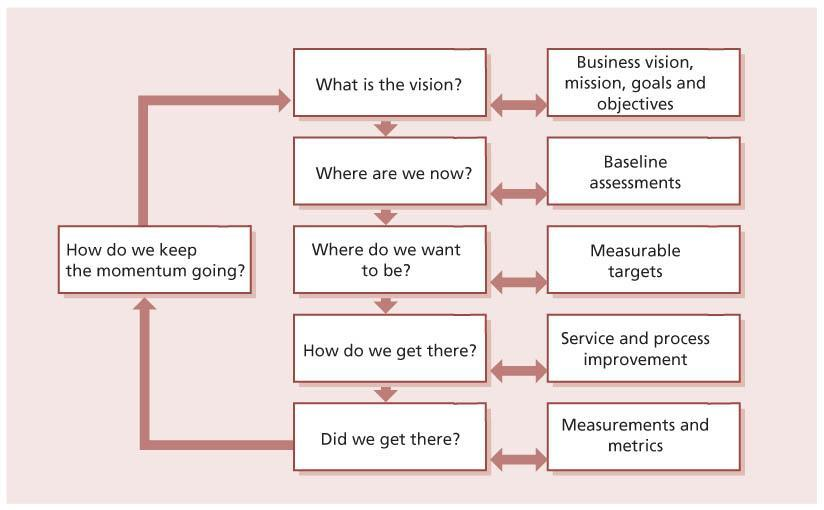 What is the vision?
Business vision,
mission, goals and
objectives
Where are we now?
Baseline
assessments
How do we keep
the momentum going?
Where do we want
to be?
Measurable
targets
How do we get there?
Service and process
improvement
Did we get there?
Measurements and
metrics